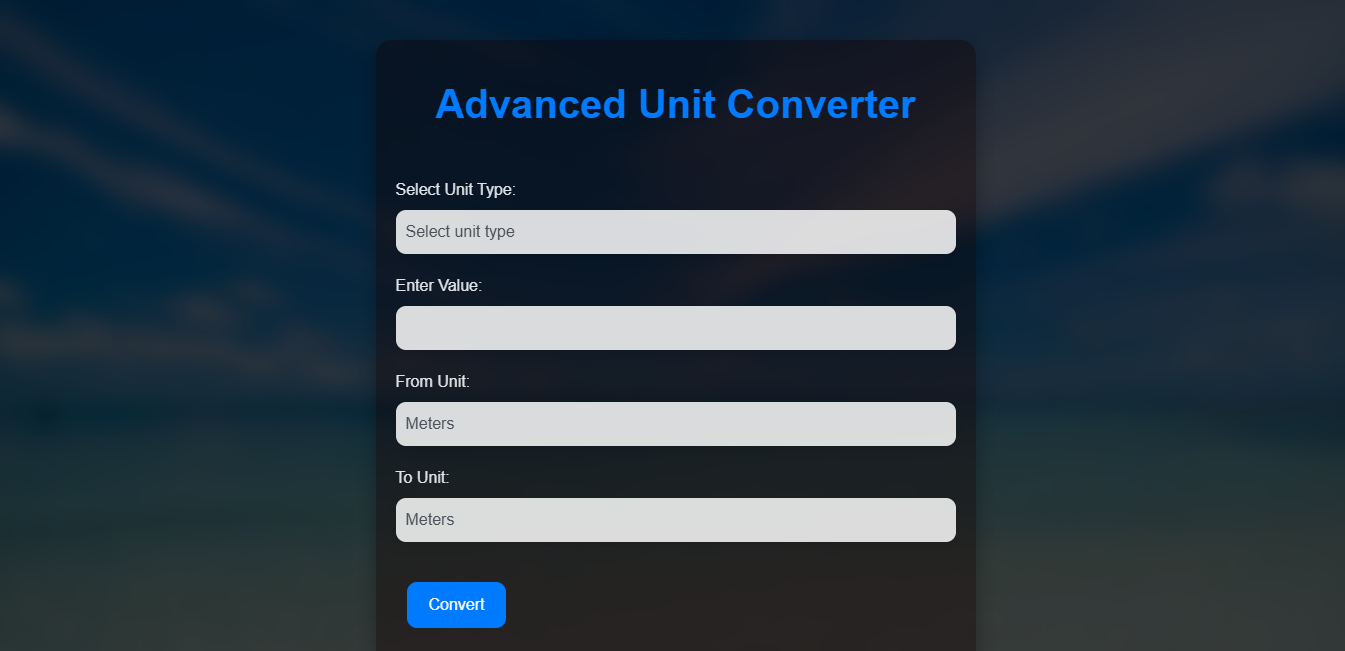 Advanced Unit Converter
Select Unit Type:
Select unit type
Enter Value:
From Unit:
Meters
To Unit:
Meters
Convert